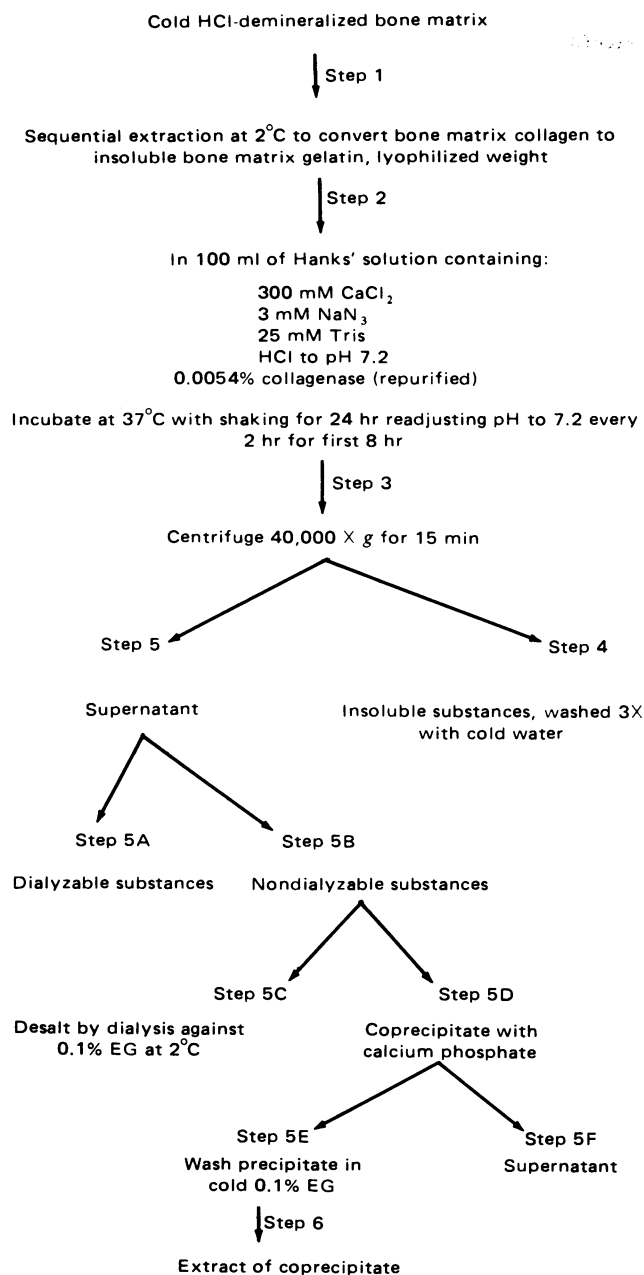 Cold HCl-demineralized bone matrix
Step 1
Sequential extraction at 2°C to convert bone matrix collagen to
insoluble bone matrix gelatin, lyophilized weight
Step 2
In 100 ml of Hanks' solution containing:
300 mM CaCl₂
3 mM NaN₃
25 mM Tris
HCl to pH 7.2
0.0054% collagenase (repurified)
Incubate at 37°C with shaking for 24 hr readjusting pH to 7.2 every
2 hr for first 8 hr
Step 3
Centrifuge 40,000 × g for 15 min
Step 5
Step 4
Supernatant
Insoluble substances, washed 3X
with cold water
Step 5A
Step 5B
Dialyzable substances
Nondialyzable substances
Step 5C
Step 5D
Desalt by dialysis against
0.1% EG at 2°C
Coprecipitate with
calcium phosphate
Step 5E
Step 5F
Wash precipitate in
cold 0.1% EG
Supernatant
Step 6
Extract of coprecipitate